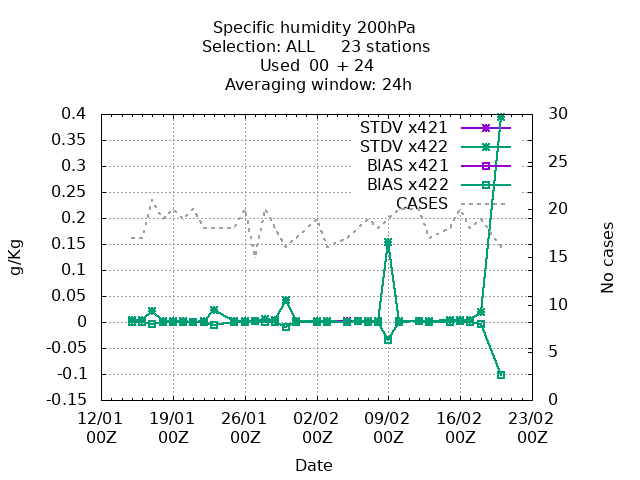 Specific humidity 200hPa
Selection: ALL     23 stations
Used  00 + 24
Averaging window: 24h
STDV x421
STDV x422
BIAS x421
BIAS x422
CASES
g/Kg
0.4
0.35
0.3
0.25
0.2
0.15
0.1
0.05
0
-0.05
-0.1
-0.15
30
25
20
15
10
5
0
No cases
12/01 19/01 26/01 02/02 09/02 16/02 23/02
00Z 00Z 00Z 00Z 00Z 00Z 00Z
Date